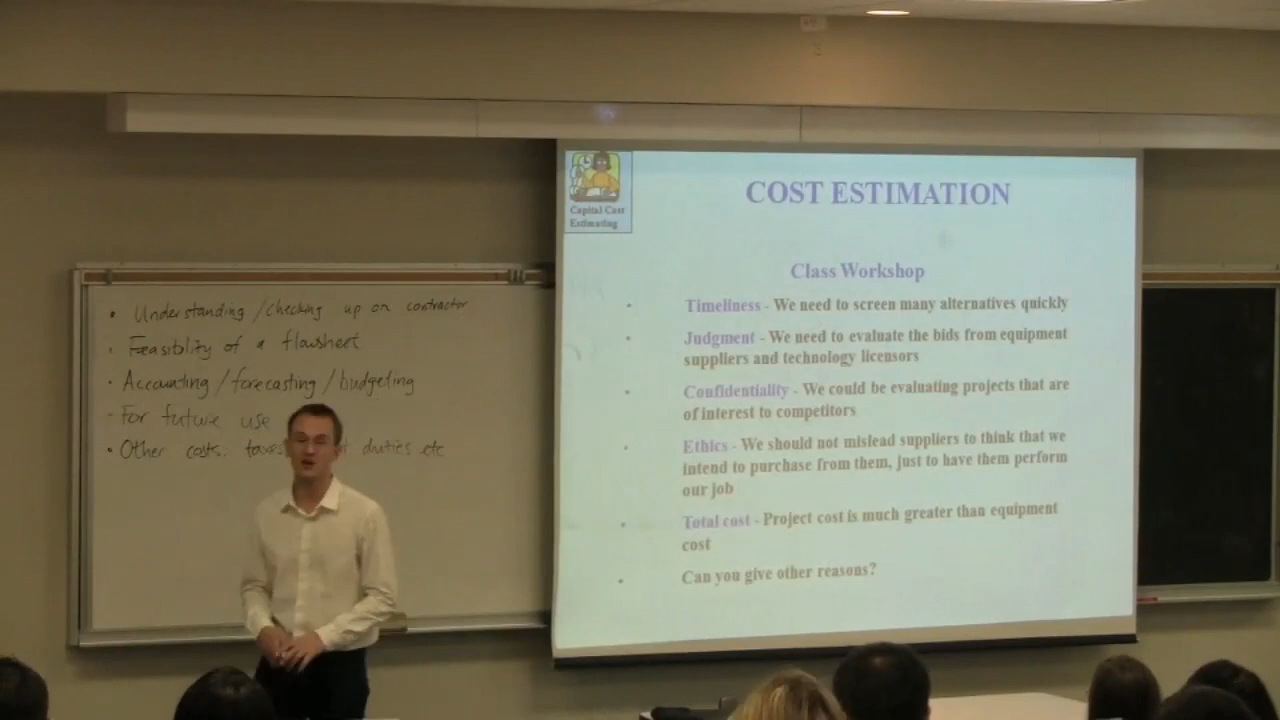 • Understanding / checking up on contractor
• Feasiblity of a flowsheet
• Accounting / forecasting / budgeting
- For future use
• Other costs: taxes duties etc
Capital Cost
Estimating
COST ESTIMATION
Class Workshop
• Timeliness - We need to screen many alternatives quickly
• Judgment - We need to evaluate the bids from equipment
suppliers and technology licensors
• Confidentiality - We could be evaluating projects that are
of interest to competitors
• Ethics - We should not mislead suppliers to think that we
intend to purchase from them, just to have them perform
our job
• Total cost - Project cost is much greater than equipment
cost
• Can you give other reasons?